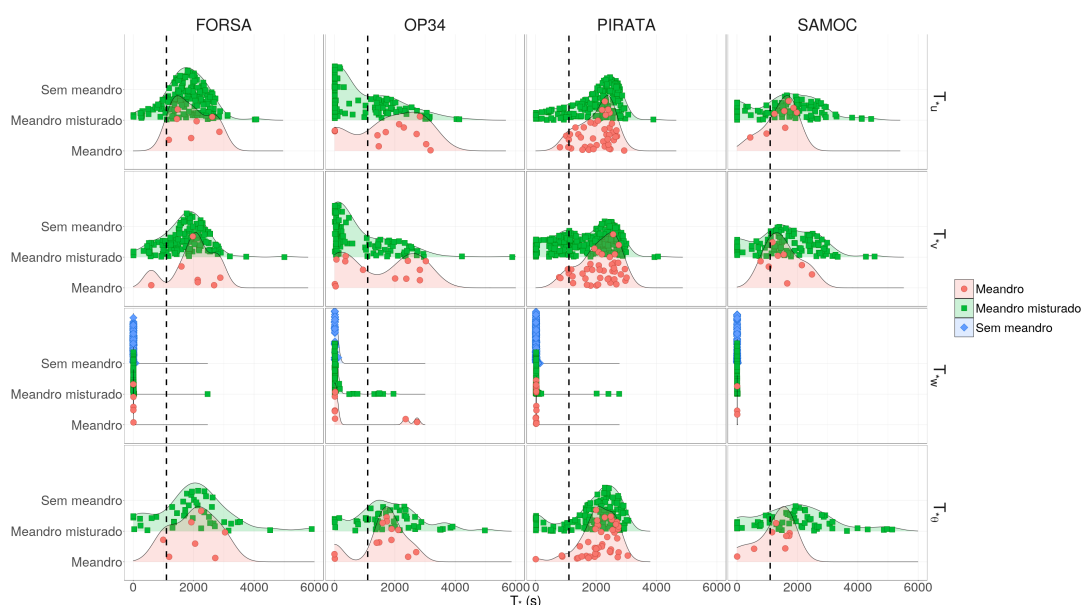 FORSA OP34 PIRATA SAMOC
Sem meandro
Meandro misturado
Meandro
T*u
Sem meandro
Meandro misturado
Meandro
T*v
Meandro
Meandro misturado
Sem meandro
Sem meandro
Meandro misturado
Meandro
T*w
Sem meandro
Meandro misturado
Meandro
T*θ
0 2000 4000 6000 0 2000 4000 6000 0 2000 4000 6000 0 2000 4000 6000
T* (s)